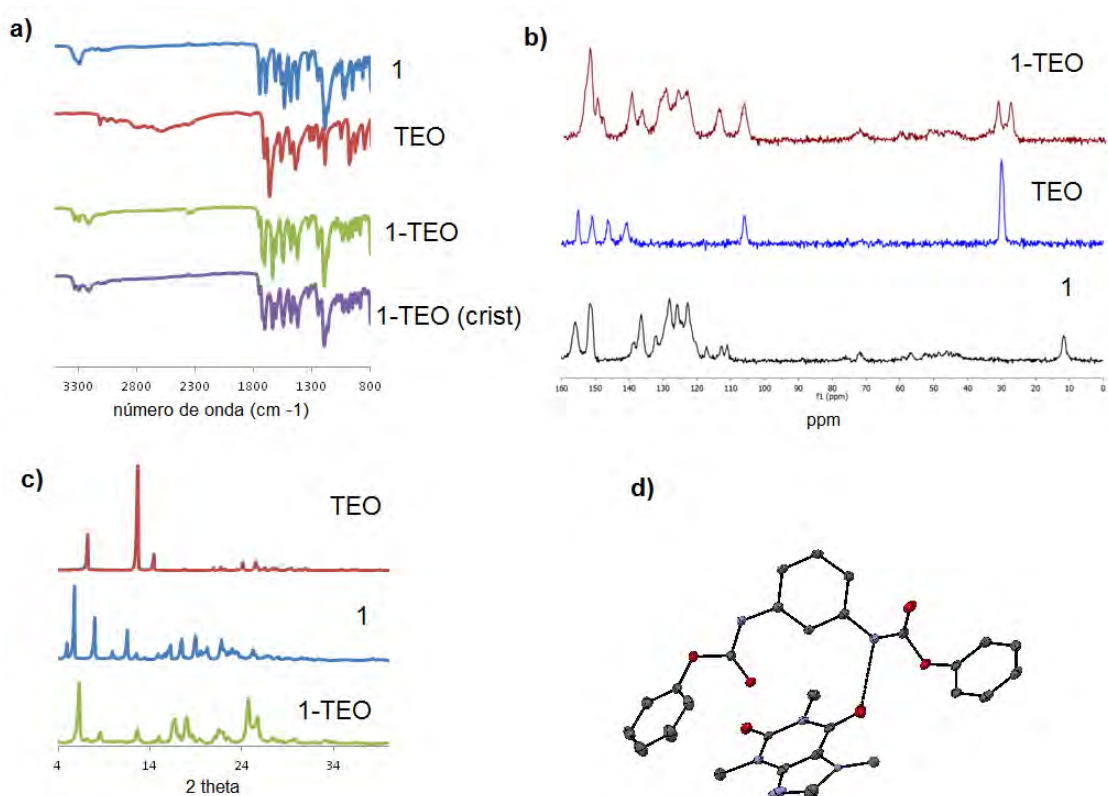 a)
1
TEO
1-TEO
1-TEO (crist)
3300 2800 2300 1800 1300 800
número de onda (cm -1)
b)
1-TEO
TEO
1
160 150 140 130 120 110 100 90 80 70 60 50 40 30 20 10 0
f1 (ppm)
ppm
c)
TEO
1
1-TEO
4 14 24 34
2 theta
d)